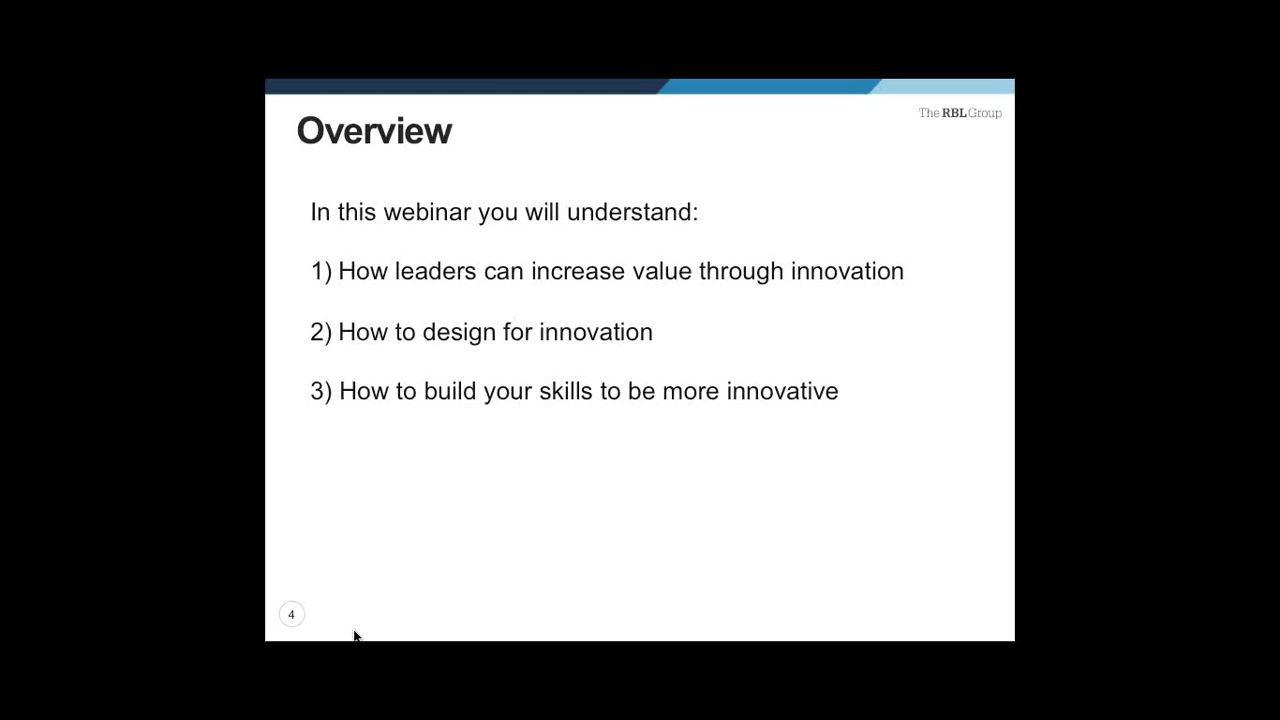 The RBL Group
Overview
In this webinar you will understand:
1) How leaders can increase value through innovation
2) How to design for innovation
3) How to build your skills to be more innovative
4